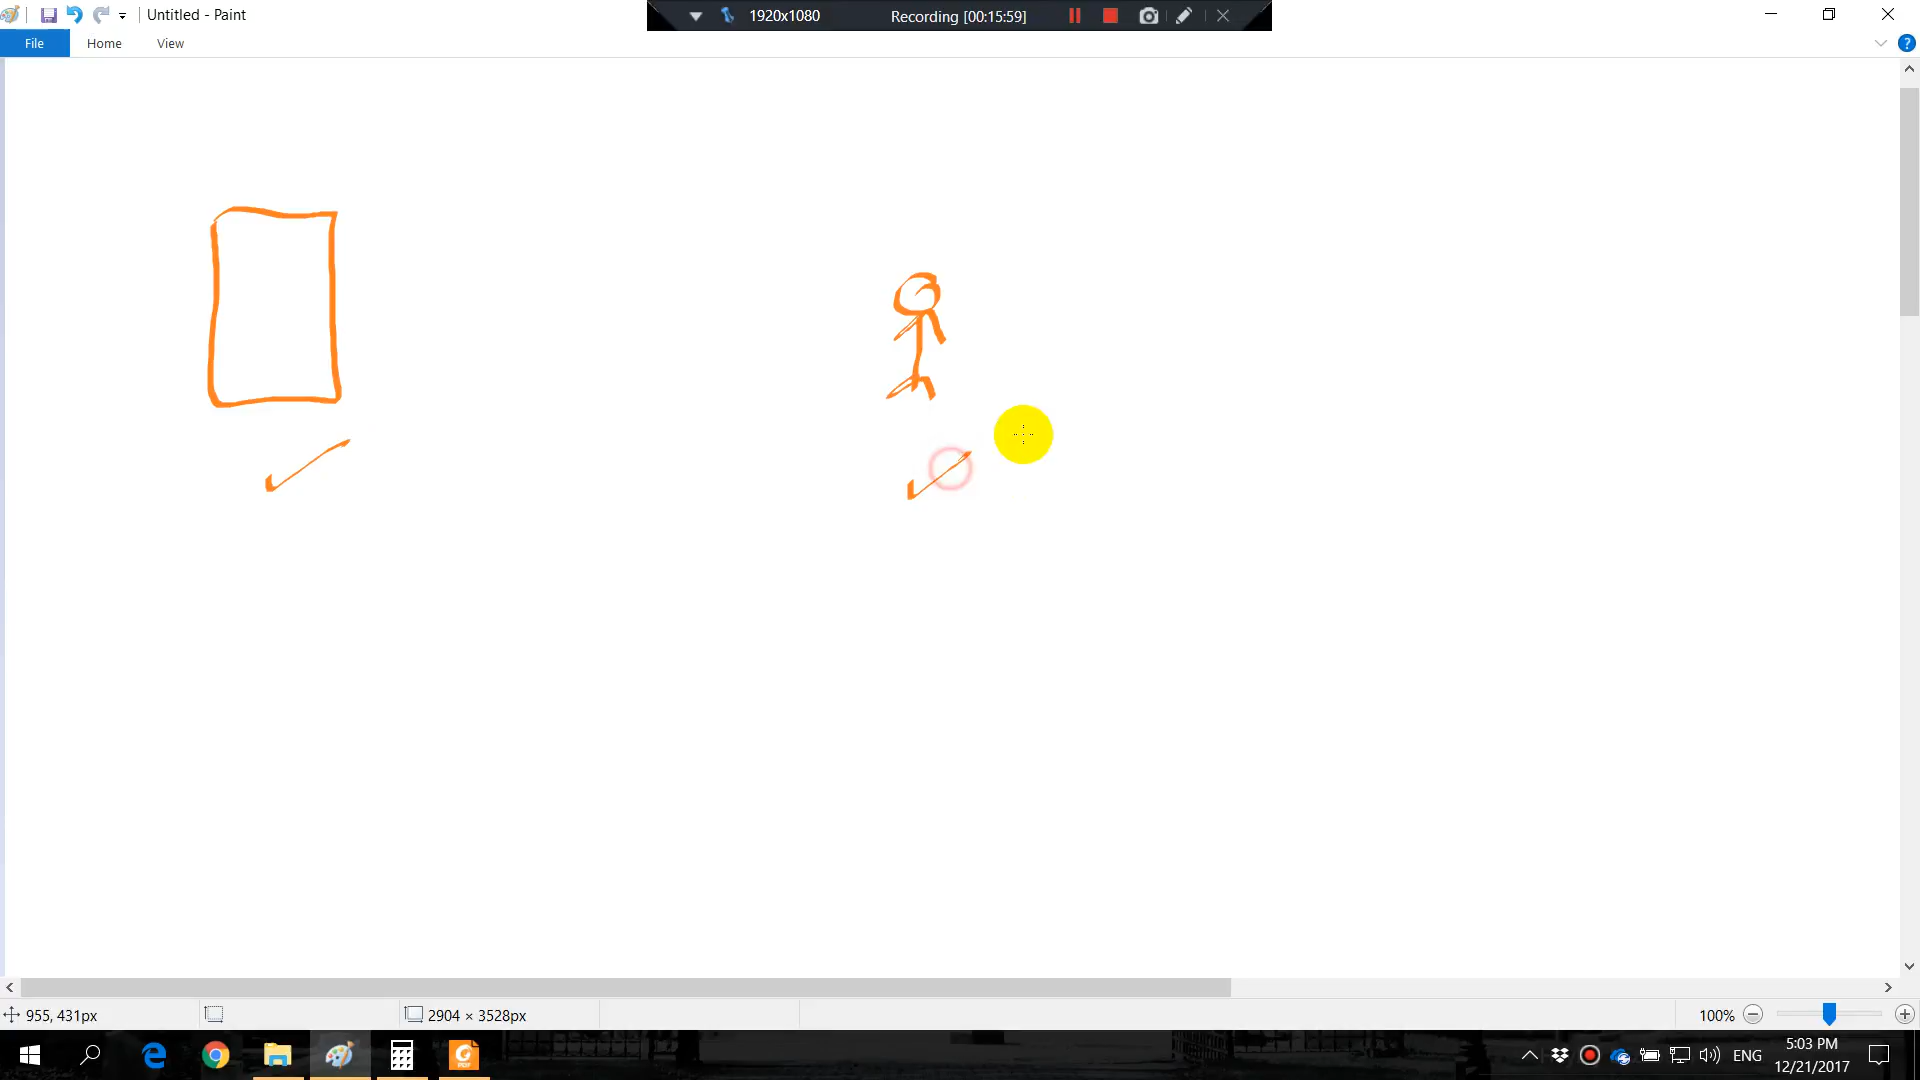 Untitled - Paint
1920x1080
Recording [00:15:59]
File
Home
View
955, 431px
2904 × 3528px
100%
ENG
5:03 PM
12/21/2017
PDF